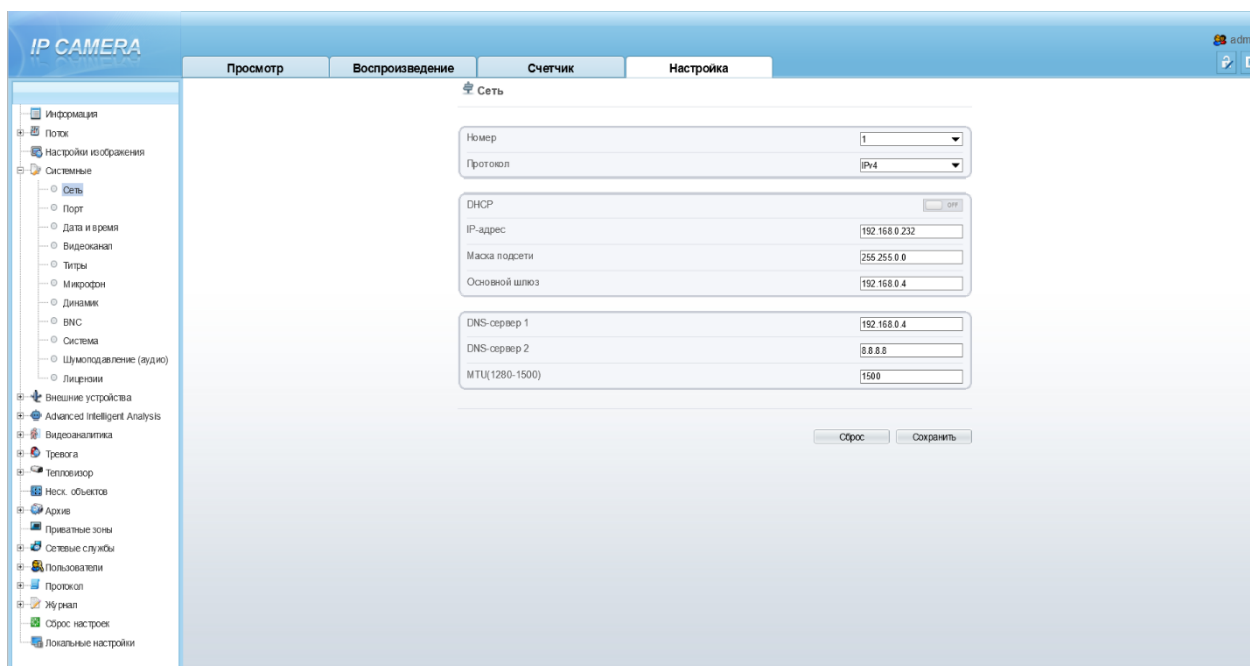 IP CAMERA
adm
Просмотр
Воспроизведение
Счетчик
Настройка
Информация
Поток
Настройки изображения
Системные
Сеть
Порт
Дата и время
Видеоканал
Титры
Микрофон
Динамик
BNC
Система
Шумоподавление (аудио)
Лицензии
Внешние устройства
Advanced Intelligent Analysis
Видеоаналитика
Тревога
Тепловизор
Неск. объектов
Архив
Приватные зоны
Сетевые службы
Пользователи
Протокол
Журнал
Сброс настроек
Локальные настройки
Сеть
Номер 1
Протокол IPv4
DHCP OFF
IP-адрес 192.168.0.232
Маска подсети 255.255.0.0
Основной шлюз 192.168.0.4
DNS-сервер 1 192.168.0.4
DNS-сервер 2 8.8.8.8
MTU(1280-1500) 1500
Сброс Сохранить